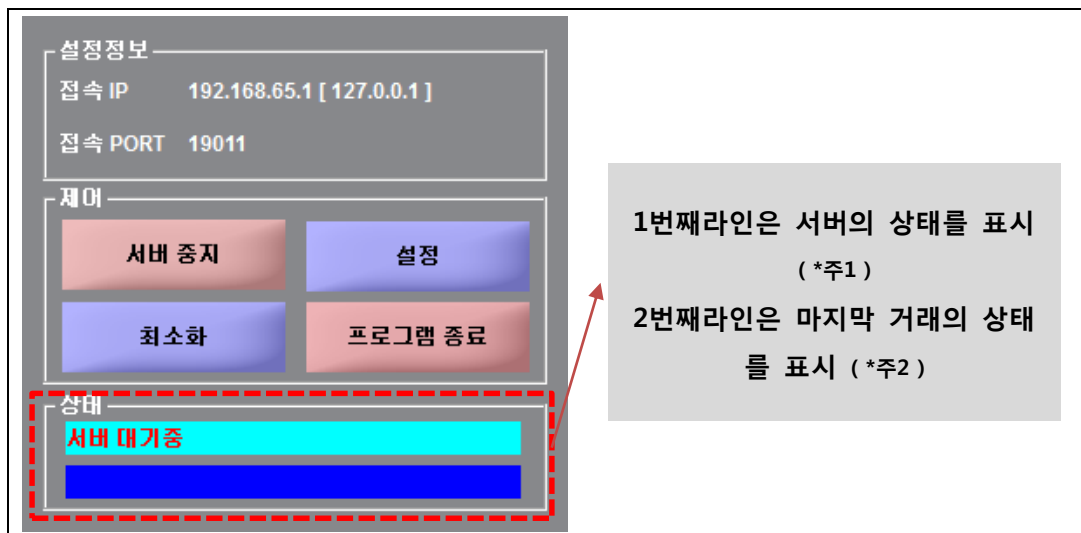 설정정보
접속 IP 192.168.65.1 [ 127.0.0.1 ]
접속 PORT 19011
제어
서버 중지
설정
최소화
프로그램 종료
상태
서버 대기중
1번째라인은 서버의 상태를 표시
( *주1 )
2번째라인은 마지막 거래의 상태
를 표시 ( *주2 )